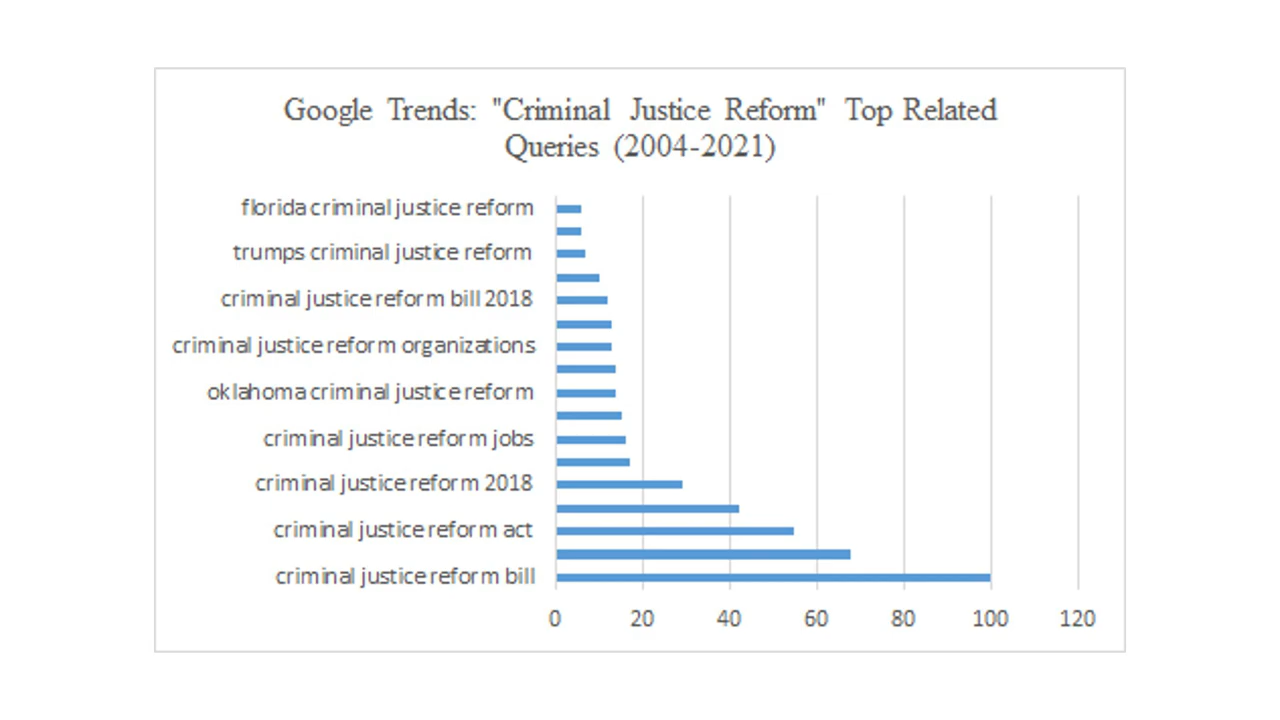 Google Trends: "Criminal Justice Reform" Top Related
Queries (2004-2021)
florida criminal justice reform
trumps criminal justice reform
criminal justice reform bill 2018
criminal justice reform organizations
oklahoma criminal justice reform
criminal justice reform jobs
criminal justice reform 2018
criminal justice reform act
criminal justice reform bill
0 20 40 60 80 100 120